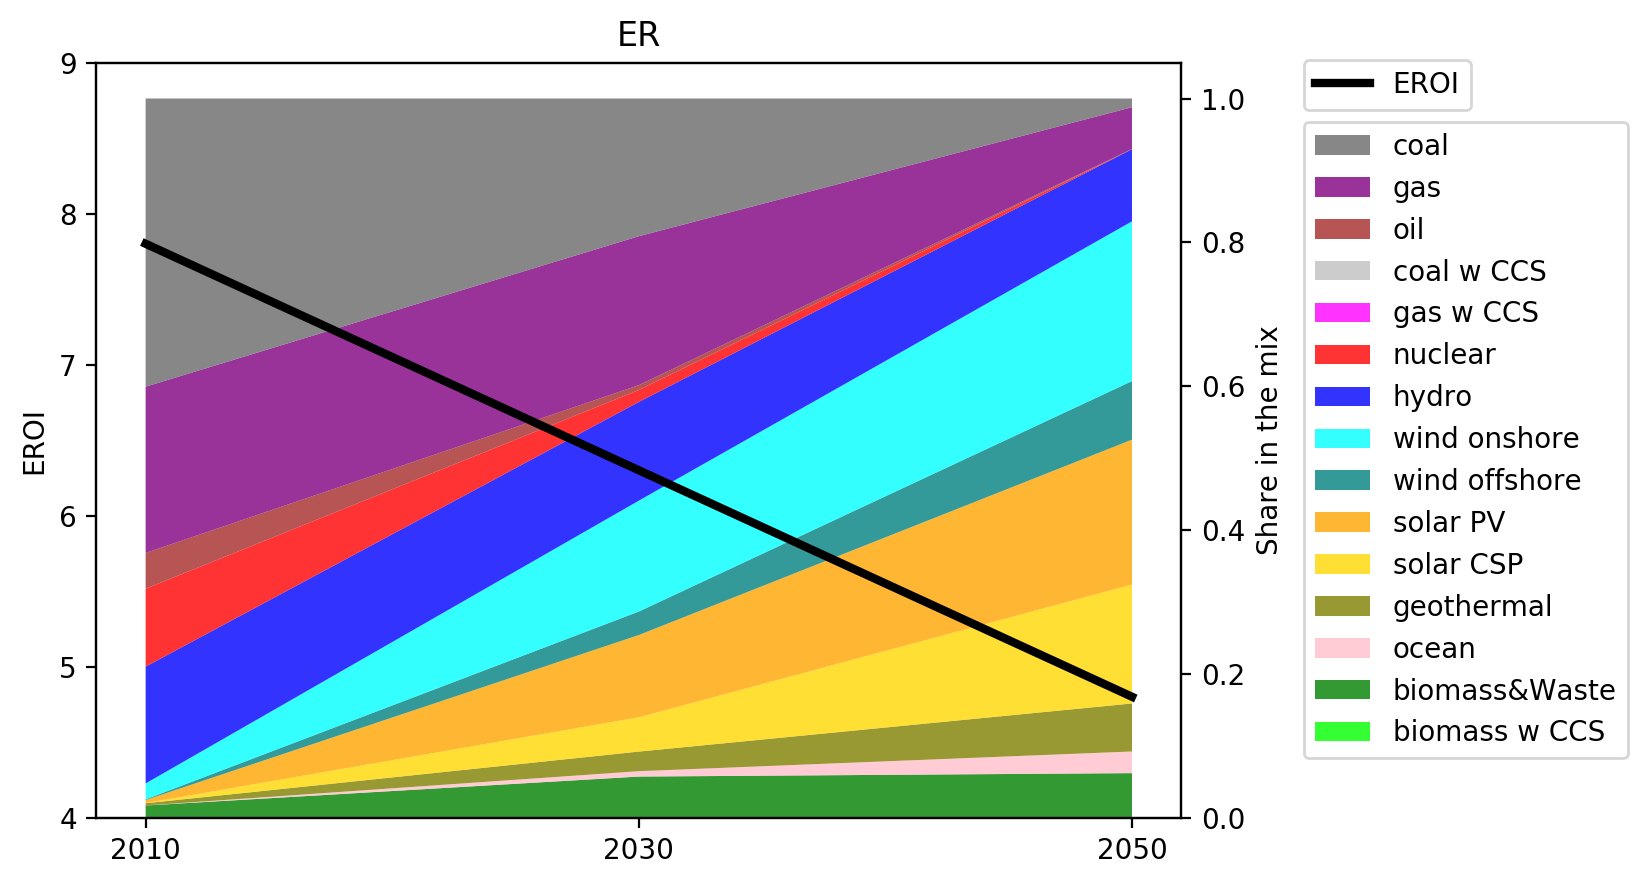 ER
9
8
7
6
5
4
EROI
1.0
0.8
0.6
0.4
0.2
0.0
Share in the mix
2010
2030
2050
EROI
coal
gas
oil
coal w CCS
gas w CCS
nuclear
hydro
wind onshore
wind offshore
solar PV
solar CSP
geothermal
ocean
biomass&Waste
biomass w CCS